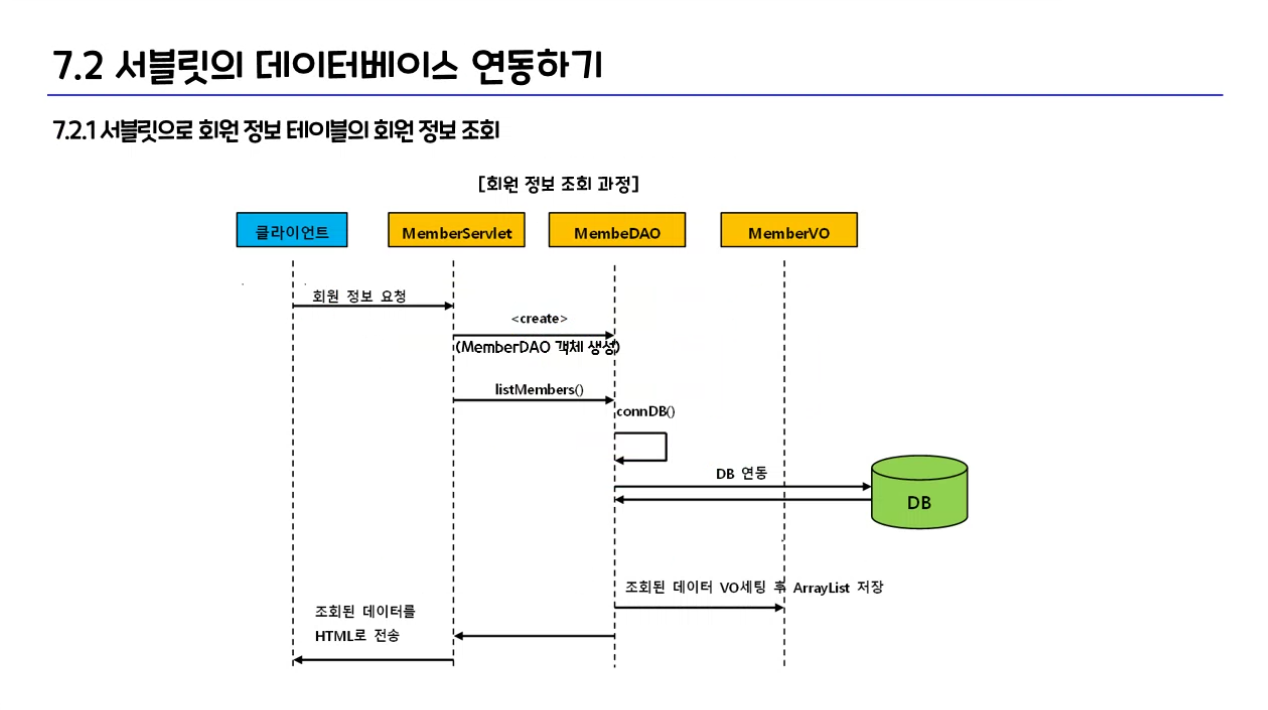 7.2 서블릿의 데이터베이스 연동하기
7.2.1 서블릿으로 회원 정보 테이블의 회원 정보 조회
[회원 정보 조회 과정]
클라이언트
MemberServlet
MembeDAO
MemberVO
회원 정보 요청
<create>
(MemberDAO 객체 생성)
listMembers()
connDB()
DB 연동
DB
조회된 데이터 VO세팅 후 ArrayList 저장
조회된 데이터를
HTML로 전송